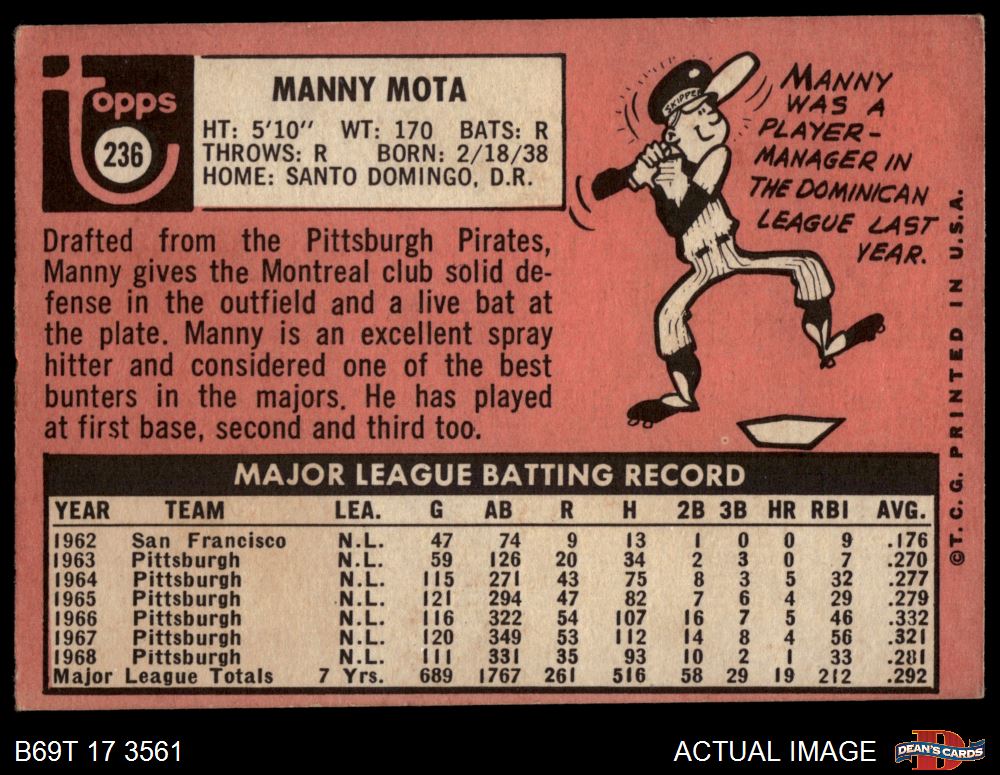 Topps
236
MANNY MOTA
HT: 5'10" WT: 170 BATS: R
THROWS: R BORN: 2/18/38
HOME: SANTO DOMINGO, D.R.
SKIPPER
MANNY
WAS A
PLAYER-
MANAGER IN
THE DOMINICAN
LEAGUE LAST
YEAR.
Drafted from the Pittsburgh Pirates,
Manny gives the Montreal club solid de-
fense in the outfield and a live bat at
the plate. Manny is an excellent spray
hitter and considered one of the best
bunters in the majors. He has played
at first base, second and third too.
MAJOR LEAGUE BATTING RECORD
YEAR TEAM LEA. G AB R H 2B 3B HR RBI AVG.
1962 San Francisco N.L. 47 74 9 13 1 0 0 9 .176
1963 Pittsburgh N.L. 59 126 20 34 2 3 0 7 .270
1964 Pittsburgh N.L. 115 271 43 75 8 3 5 32 .277
1965 Pittsburgh N.L. 121 294 47 82 7 6 4 29 .279
1966 Pittsburgh N.L. 116 322 54 107 16 7 5 46 .332
1967 Pittsburgh N.L. 120 349 53 112 14 8 4 56 .321
1968 Pittsburgh N.L. 111 331 35 93 10 2 1 33 .281
Major League Totals 7 Yrs. 689 1767 261 516 58 29 19 212 .292
©T.C.G. PRINTED IN U.S.A.
B69T 17 3561
ACTUAL IMAGE
DEAN'S CARDS